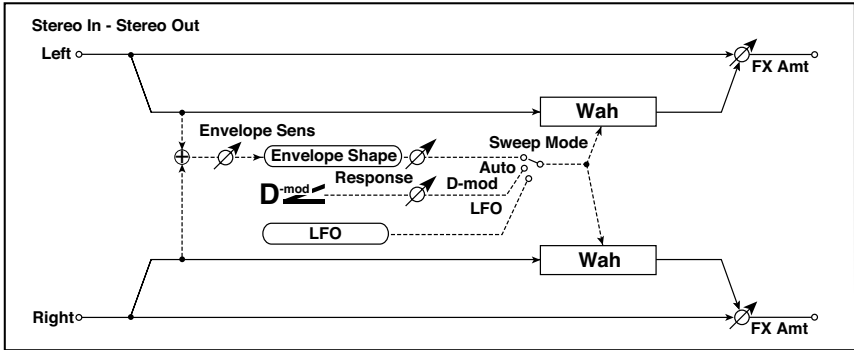 Stereo In - Stereo Out
Left
FX Amt
Wah
Envelope Sens
Sweep Mode
Envelope Shape
Auto
Response
D-mod
D-mod
LFO
LFO
Wah
Right
FX Amt